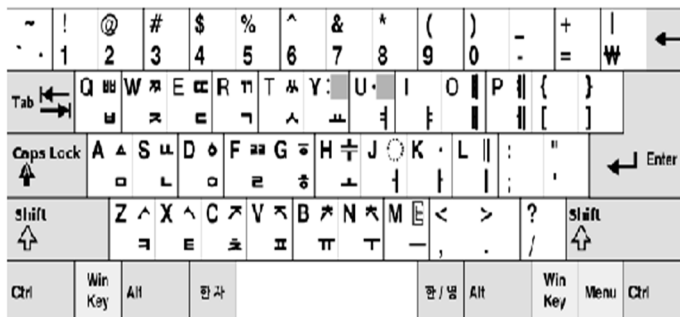 ~ ! @ # $ % ^ & * ( ) _ + |
` 1 2 3 4 5 6 7 8 9 0 - = ₩
Tab Q ㅃ W ㅉ E ㄸ R ㄲ T ㅆ Y : U · I O P { }
ㅂ ㅈ ㄷ ㄱ ㅅ ㅛ ㅕ ㅑ [ ]
Caps Lock A ㅿ S ㅥ D ㆁ F G ㆅ H J K · L : " Enter
ㅁ ㄴ ㅇ ㄹ ㅎ ㅗ ㅓ ㅏ ㅣ ; '
Shift Z X C V B N M < > ? Shift
ㅋ ㅌ ㅊ ㅍ ㅠ ㅜ ㅡ , . /
Ctrl Win Key Alt 한자 한/영 Alt Win Key Menu Ctrl